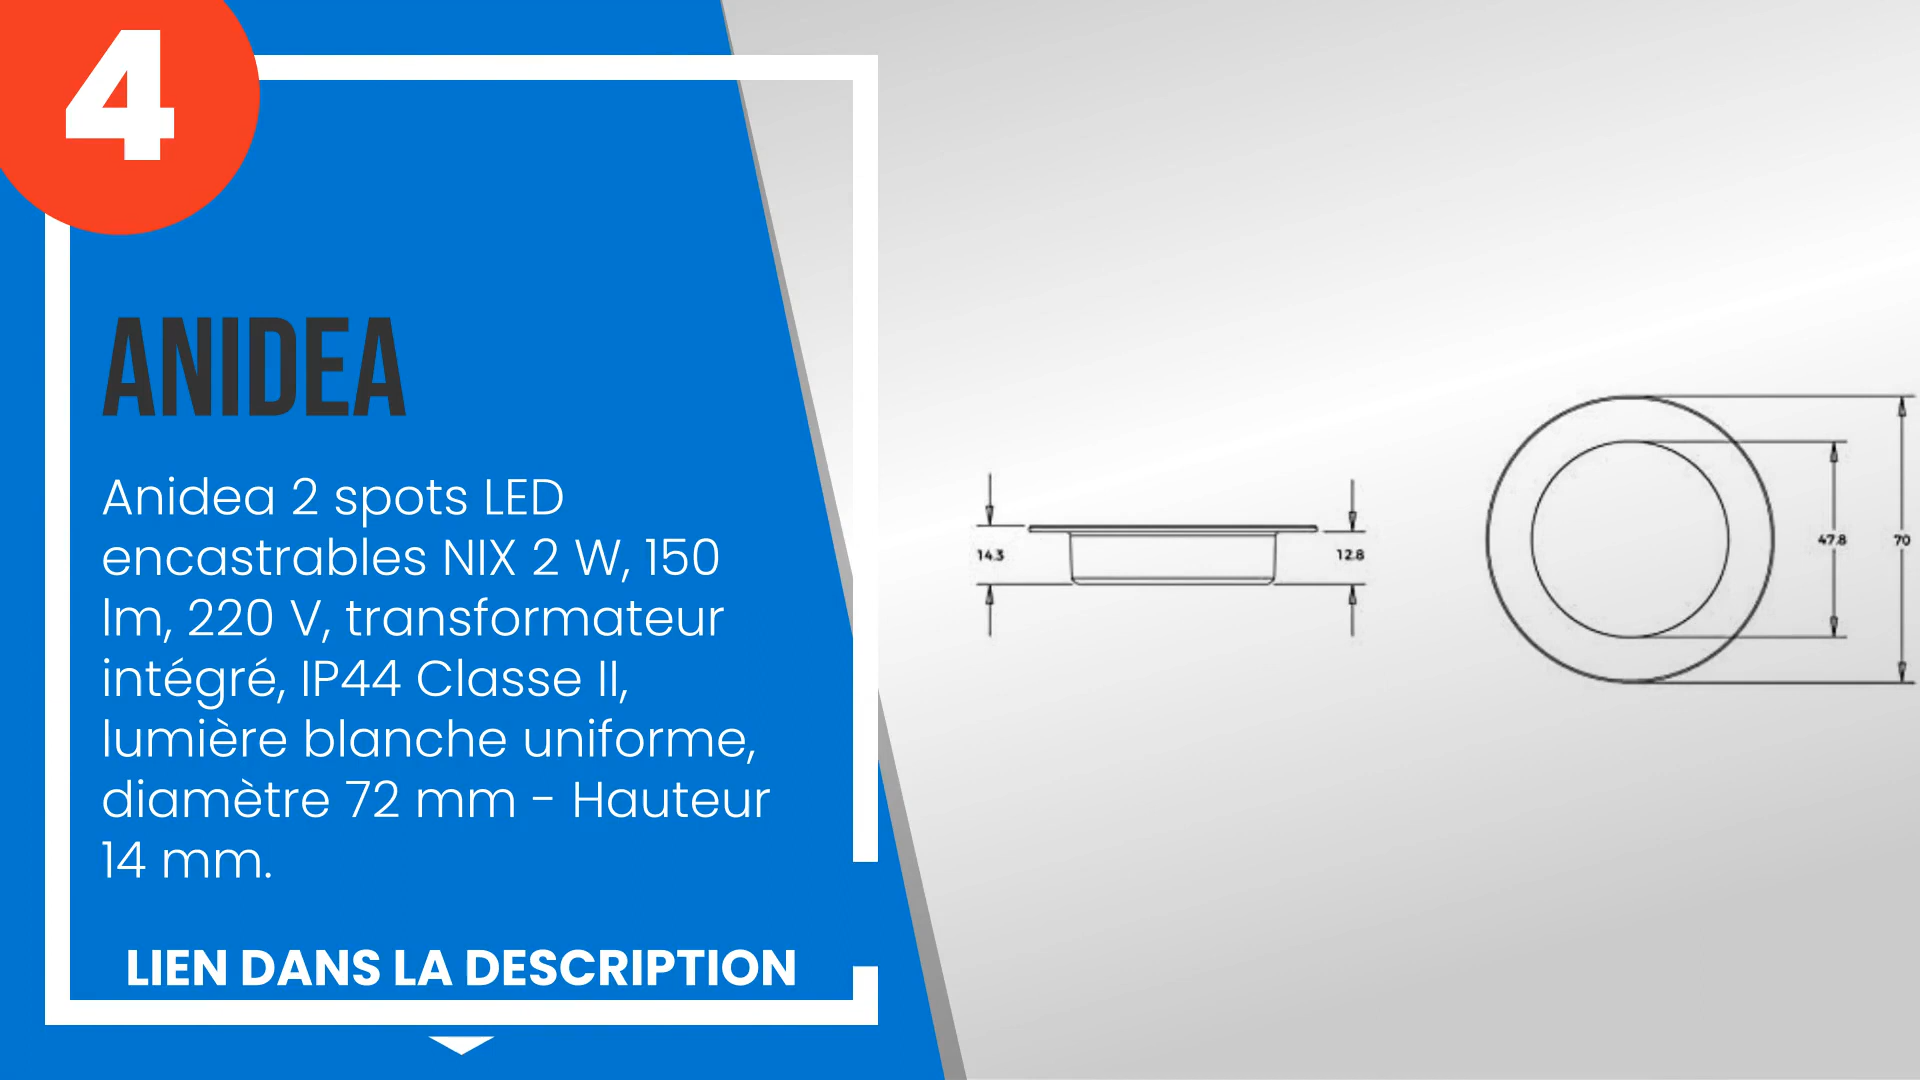 4
ANIDEA
Anidea 2 spots LED
encastrables NIX 2 W, 150
lm, 220 V, transformateur
intégré, IP44 Classe II,
lumière blanche uniforme,
diamètre 72 mm - Hauteur
14 mm.
LIEN DANS LA DESCRIPTION
14.3
12.8
47.8
70